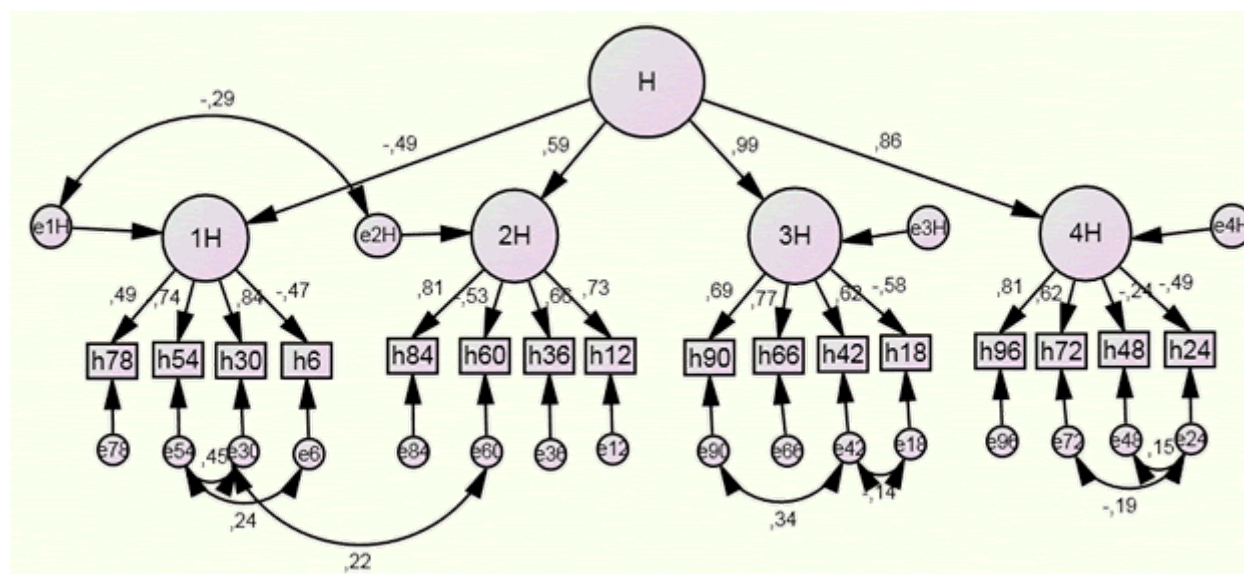 H
-,29
-,49
,59
,99
,86
e1H
1H
e2H
2H
3H
e3H
4H
e4H
,49
,74
,84
-,47
,81
-,53
,66
,73
,69
,77
,62
-,58
,81
,62
-,24
-,49
h78
h54
h30
h6
h84
h60
h36
h12
h90
h66
h42
h18
h96
h72
h48
h24
e78
e54
e30
e6
e84
e60
e36
e12
e90
e66
e42
e18
e96
e72
e48
e24
,45
,15
-,14
,24
,34
-,19
,22